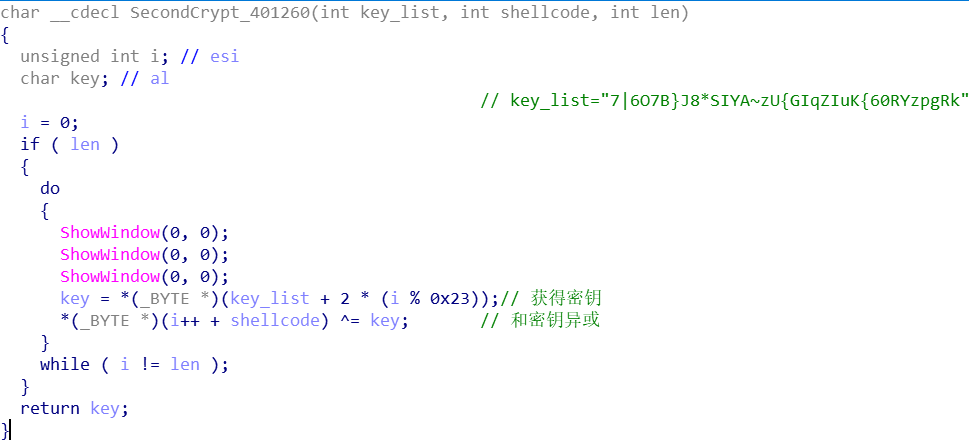 char __cdecl SecondCrypt_401260(int key_list, int shellcode, int len)
{
  unsigned int i; // esi
  char key; // al
                                                // key_list="7|6O7B}J8*SIYA~zU{GIqZIuK{60RYzpgRk"
  i = 0;
  if ( len )
  {
    do
    {
      ShowWindow(0, 0);
      ShowWindow(0, 0);
      ShowWindow(0, 0);
      key = *(_BYTE *)(key_list + 2 * (i % 0x23));// 获得密钥
      *(_BYTE *)(i++ + shellcode) ^= key;       // 和密钥异或
    }
    while ( i != len );
  }
  return key;
}